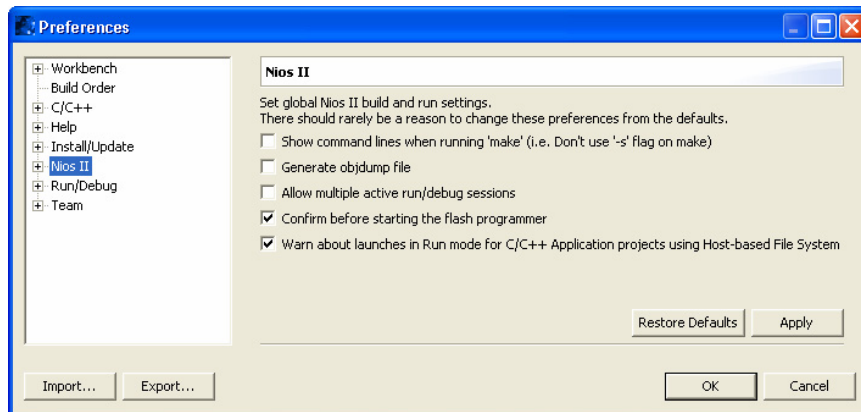 Preferences
Workbench
Build Order
C/C++
Help
Install/Update
Nios II
Run/Debug
Team
Nios II
Set global Nios II build and run settings.
There should rarely be a reason to change these preferences from the defaults.
Show command lines when running 'make' (i.e. Don't use '-s' flag on make)
Generate objdump file
Allow multiple active run/debug sessions
Confirm before starting the flash programmer
Warn about launches in Run mode for C/C++ Application projects using Host-based File System
Restore Defaults Apply
Import... Export... OK Cancel